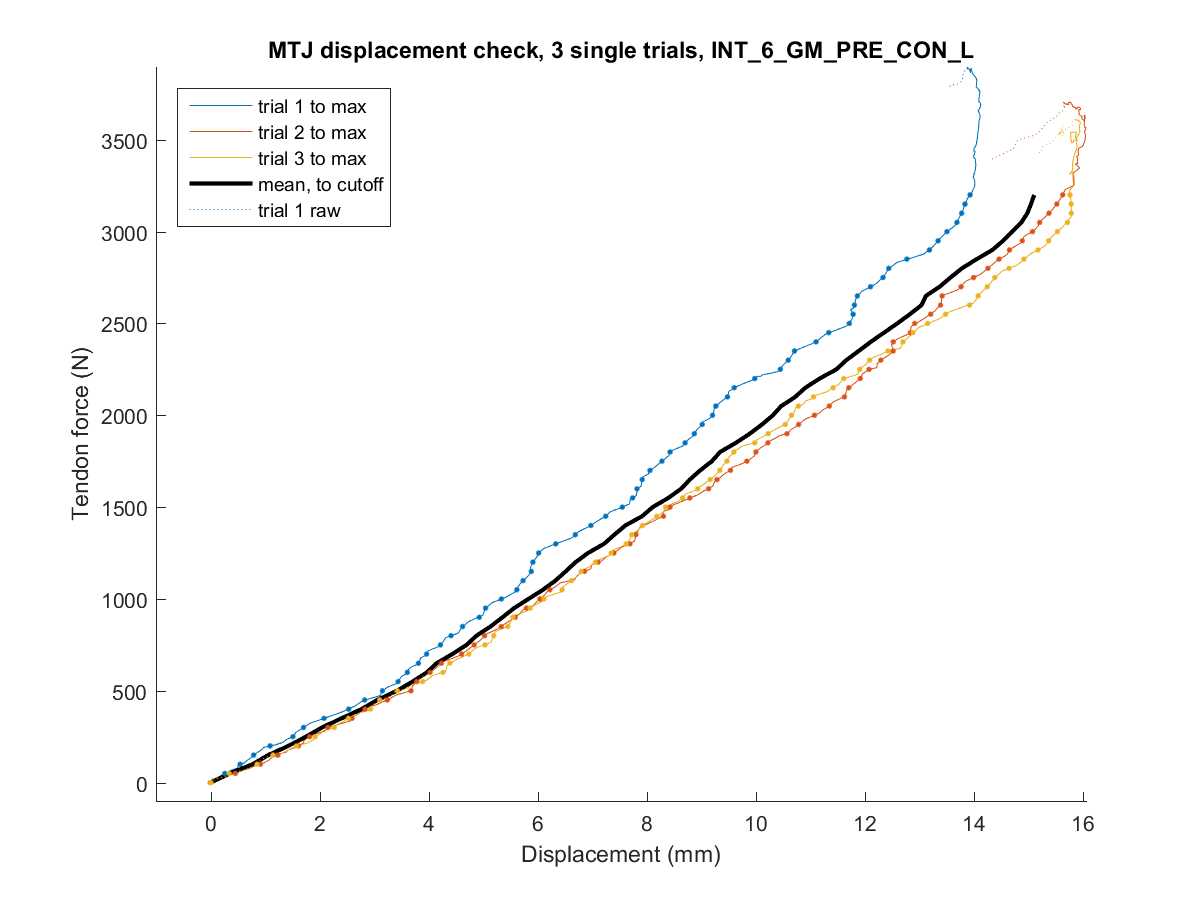 MTJ displacement check, 3 single trials, INT_6_GM_PRE_CON_L
trial 1 to max
trial 2 to max
trial 3 to max
mean, to cutoff
trial 1 raw
3500
3000
2500
2000
1500
1000
500
0
Tendon force (N)
0 2 4 6 8 10 12 14 16
Displacement (mm)